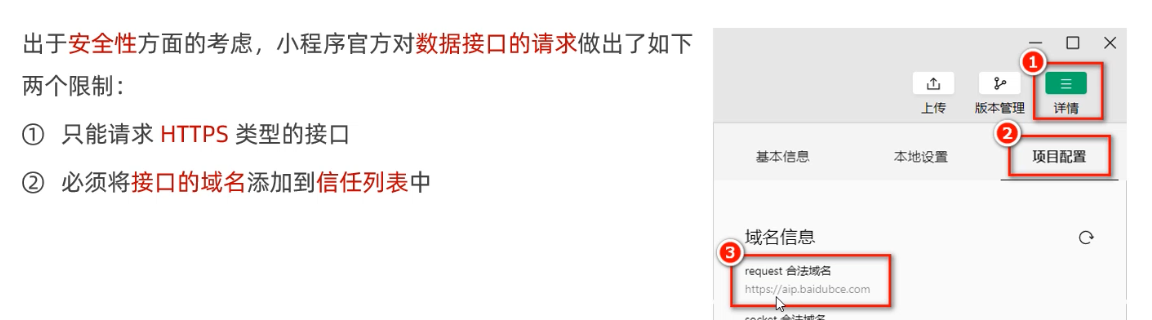 出于安全性方面的考虑，小程序官方对数据接口的请求做出了如下
两个限制：
① 只能请求 HTTPS 类型的接口
② 必须将接口的域名添加到信任列表中
1
上传 版本管理 详情
2
基本信息 本地设置 项目配置
域名信息
3
request 合法域名
https://aip.baidubce.com
socket 合法域名